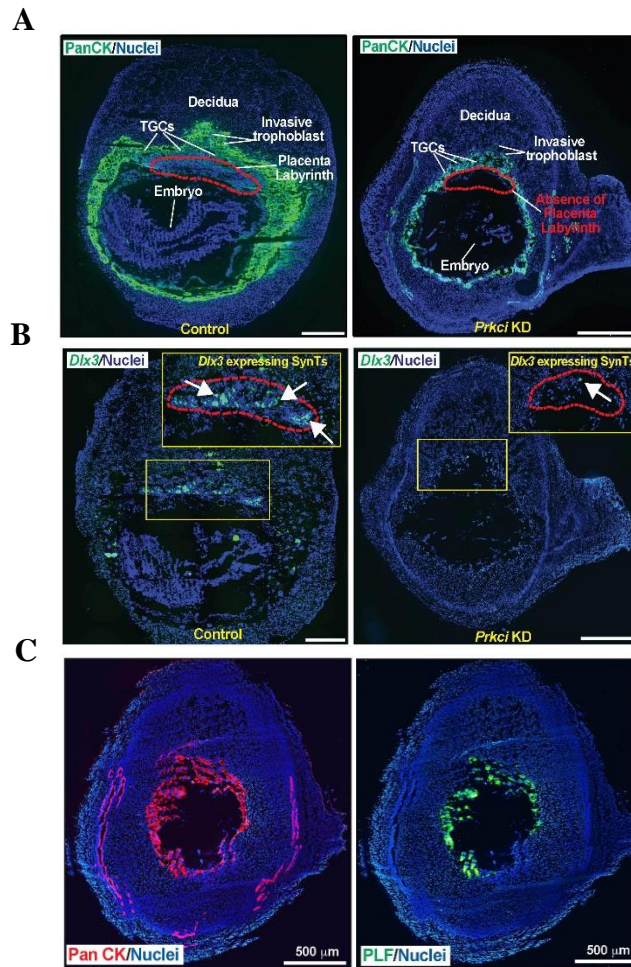 A
PanCK/Nuclei
Decidua
TGCs
Invasive
trophoblast
Placenta
Labyrinth
Embryo
Control
PanCK/Nuclei
Decidua
TGCs
Invasive
trophoblast
Absence of
Placenta
Labyrinth
Embryo
Prkci KD
B
Dlx3/Nuclei
Dlx3 expressing SynTs
Control
Dlx3/Nuclei
Dlx3 expressing SynTs
Prkci KD
C
Pan CK/Nuclei
500 μm
PLF/Nuclei
500 μm